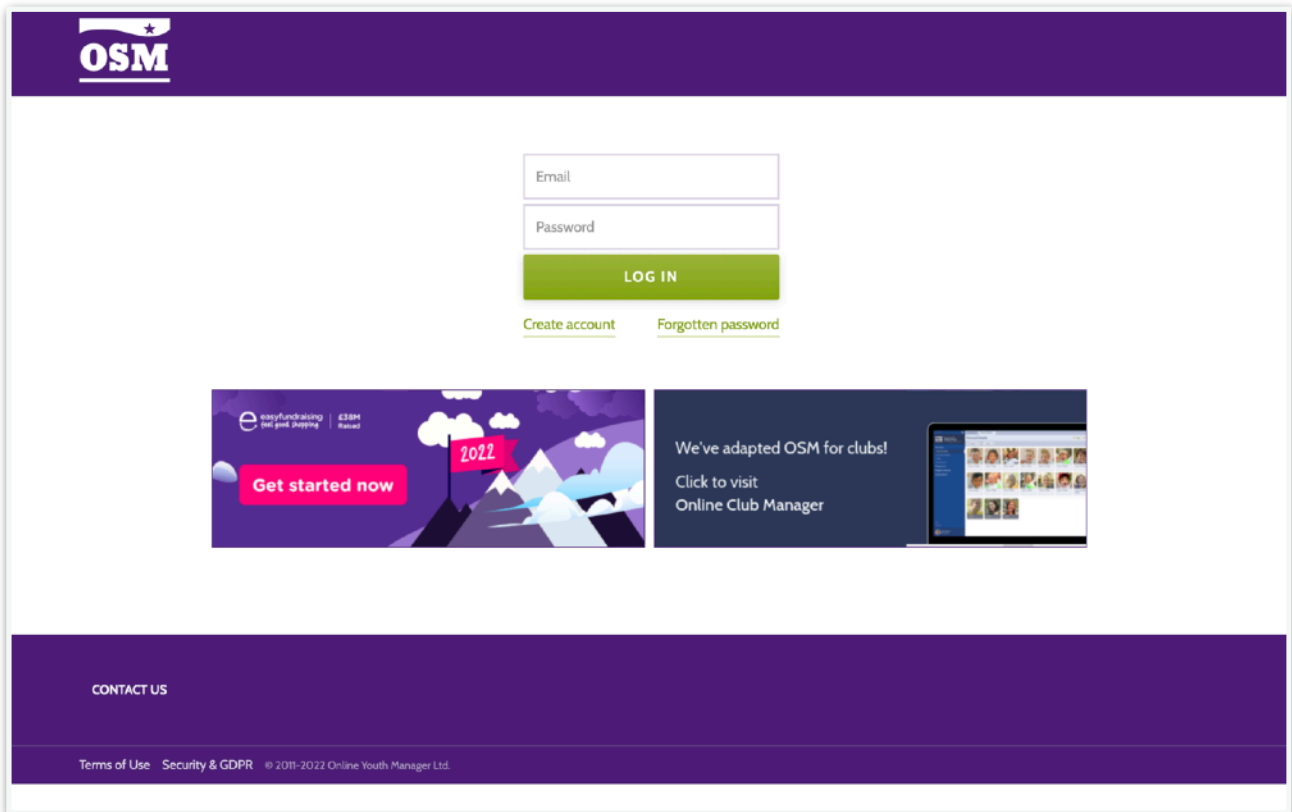 OSM
Email
Password
LOG IN
Create account Forgotten password
easyfundraising
feel good shopping
£38M
Raised
2022
Get started now
We've adapted OSM for clubs!
Click to visit
Online Club Manager
CONTACT US
Terms of Use Security & GDPR © 2011-2022 Online Youth Manager Ltd.